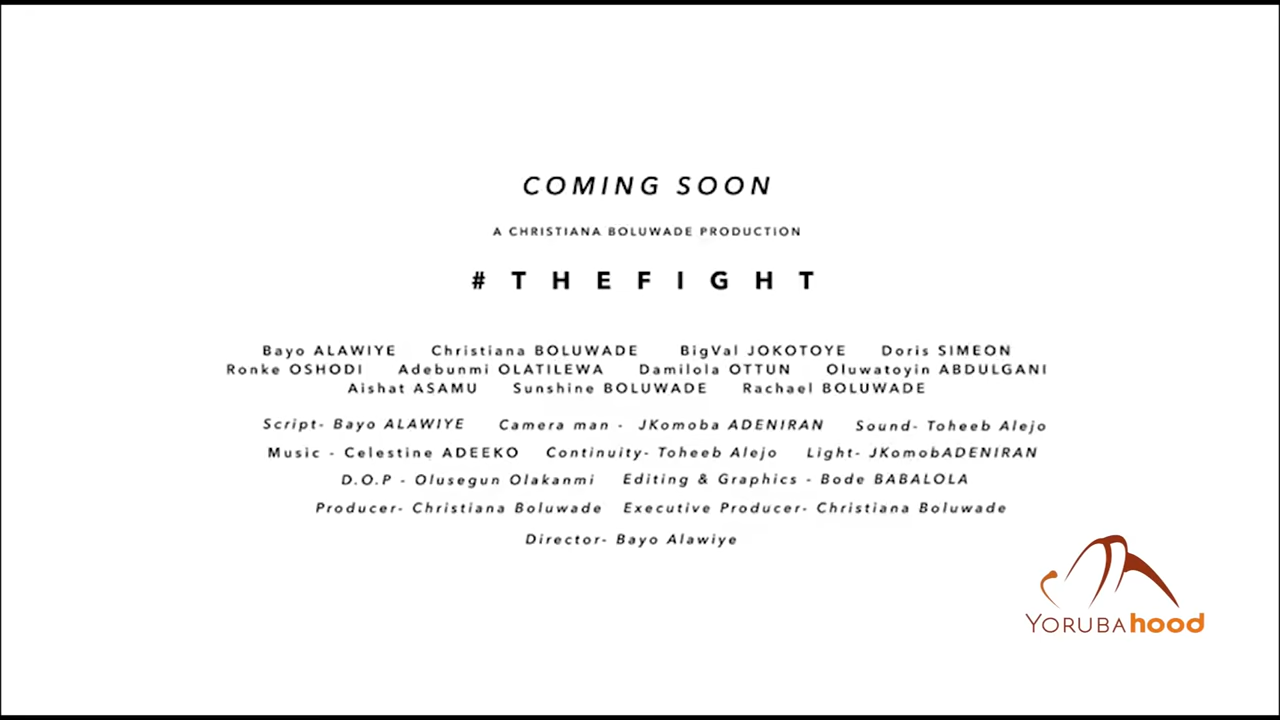 COMING SOON
A CHRISTIANA BOLUWADE PRODUCTION
#THEFIGHT
Bayo ALAWIYE Christiana BOLUWADE BigVal JOKOTOYE Doris SIMEON
Ronke OSHODI Adebunmi OLATILEWA Damilola OTTUN Oluwatoyin ABDULGANI
Aishat ASAMU Sunshine BOLUWADE Rachael BOLUWADE
Script- Bayo ALAWIYE Camera man - JKomoba ADENIRAN Sound- Toheeb Alejo
Music - Celestine ADEEKO Continuity- Toheeb Alejo Light- JKomobADENIRAN
D.O.P - Olusegun Olakanmi Editing & Graphics - Bode BABALOLA
Producer- Christiana Boluwade Executive Producer- Christiana Boluwade
Director- Bayo Alawiye
YORUBAhood